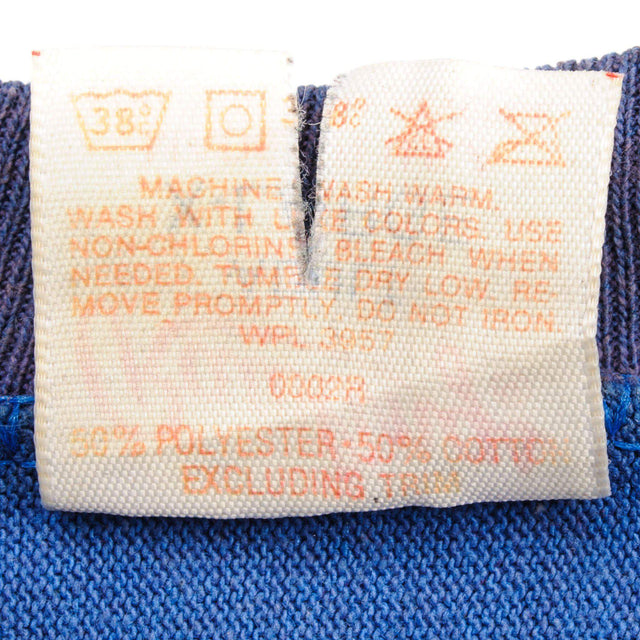 38°
38°
MACHINE WASH WARM,
WASH WITH LIKE COLORS. USE
NON-CHLORINE BLEACH WHEN
NEEDED. TUMBLE DRY LOW. RE-
MOVE PROMPTLY. DO NOT IRON.
WPL 3957
50% POLYESTER-50% COTTON
EXCLUDING TRIM